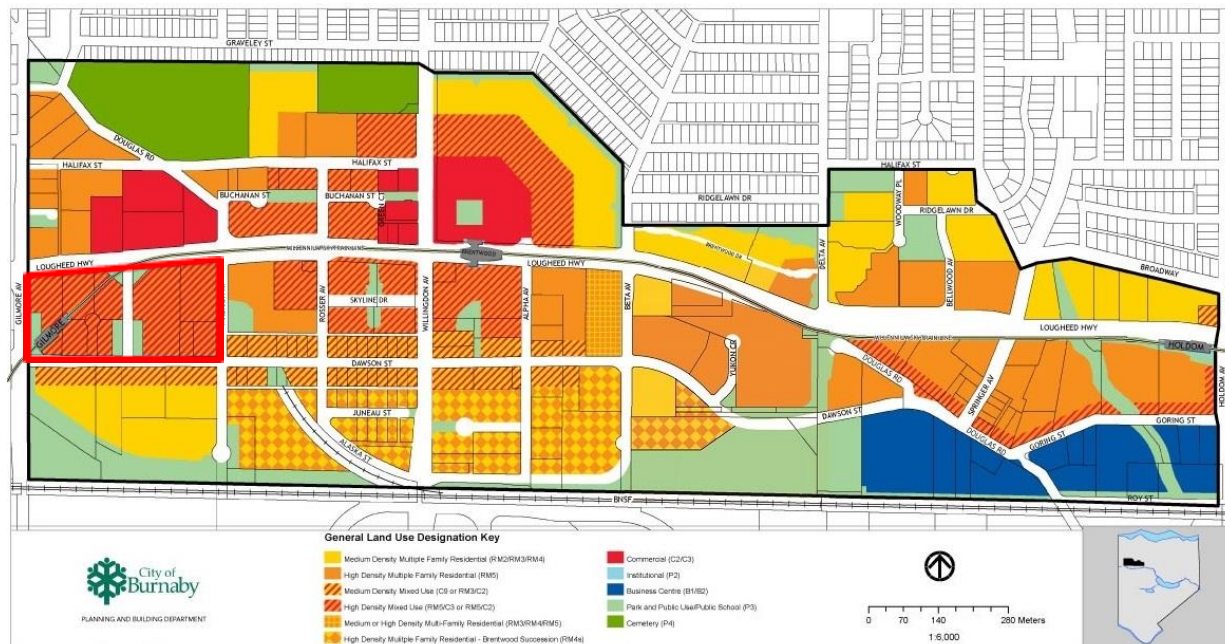 GRAVELEY ST
DOUGLAS RD
HALIFAX ST
HALIFAX ST
HALIFAX ST
BUCHANAN ST
BUCHANAN ST
GREEN CT
RIDGELAWN DR
WOODWAY PL
RIDGELAWN DR
BRENTWOOD DR
DELTA AV
BELLWOOD AV
BROADWAY
LOUGHEED HWY
BRENTWOOD
LOUGHEED HWY
LOUGHEED HWY
GILMORE AV
GILMORE
ROSSER AV
SKYLINE DR
WILLINGDON AV
ALPHA AV
BETA AV
HOLDOM
HOLDOM AV
DAWSON ST
YUKON CR
DOUGLAS RD
SPRINGER AV
JUNEAU ST
DAWSON ST
GORING ST
ALASKA ST
DOUGLAS RD
GORING ST
BNSF
ROY ST
General Land Use Designation Key
Medium Density Multiple Family Residential (RM2/RM3/RM4)
High Density Multiple Family Residential (RM5)
Medium Density Mixed Use (C9 or RM3/C2)
High Density Mixed Use (RM5/C3 or RM5/C2)
Medium or High Density Multi-Family Residential (RM3/RM4/RM5)
High Density Mulitple Family Residential - Brentwood Succession (RM4s)
Commercial (C2/C3)
Institutional (P2)
Business Centre (B1/B2)
Park and Public Use/Public School (P3)
Cemetery (P4)
City of
Burnaby
PLANNING AND BUILDING DEPARTMENT
0 70 140 280 Meters
1:6,000